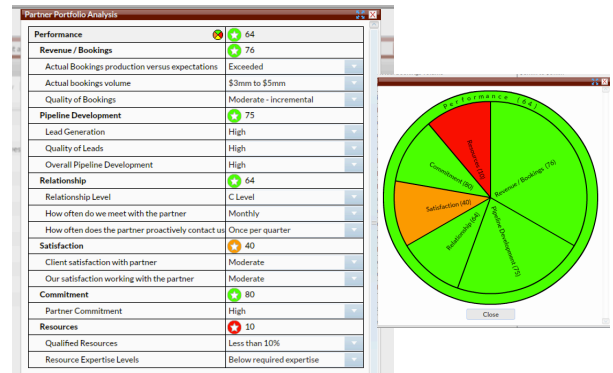 Partner Portfolio Analysis
Performance 64
Revenue / Bookings 76
Actual Bookings production versus expectations Exceeded
Actual bookings volume $3mm to $5mm
Quality of Bookings Moderate - incremental
Pipeline Development 75
Lead Generation High
Quality of Leads High
Overall Pipeline Development High
Relationship 64
Relationship Level C Level
How often do we meet with the partner Monthly
How often does the partner proactively contact us Once per quarter
Satisfaction 40
Client satisfaction with partner Moderate
Our satisfaction working with the partner Moderate
Commitment 80
Partner Commitment High
Resources 10
Qualified Resources Less than 10%
Resource Expertise Levels Below required expertise
Performance (64)
Resources (10)
Revenue / Bookings (76)
Commitment (80)
Satisfaction (40)
Relationship (64)
Pipeline Development (75)
Close